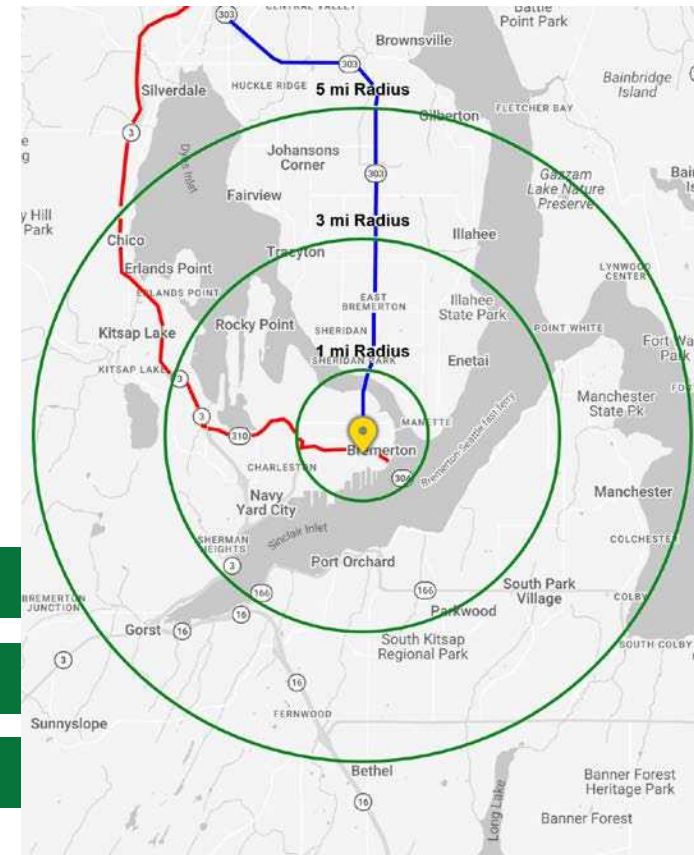 CENTRAL VALLEY
Battle
Point Park
303
Brownsville
303
Silverdale
HUCKLE RIDGE
5 mi Radius
Bainbridge
Island
FLETCHER BAY
Gilberton
3
Johansons
Corner
Dyes Inlet
303
Gazzam
Lake Nature
Preserve
Fairview
y Hill
Park
3 mi Radius
Chico
Tracyton
Illahee
Erlands Point
ERLANDS POINT
LYNWOOD
CENTER
EAST
BREMERTON
Illahee
State Park
Kitsap Lake
Rocky Point
SHERIDAN
POINT WHITE
1 mi Radius
SHERIDAN PARK
Enetai
KITSAP LAKE
3
Manchester
State Pk
3
310
MANETTE
Bremerton
Bremerton-Seattle fast ferry
CHARLESTON
304
Navy
Yard City
Manchester
Sinclair Inlet
SHERMAN
HEIGHTS
COLCHESTER
3
Port Orchard
166
166
South Park
Village
BREMERTON
JUNCTION
COLBY
16
Parkwood
Gorst
16
South Kitsap
Regional Park
SOUTH COLBY
3
16
FERNWOOD
Sunnyslope
Bethel
Banner Forest
Heritage Park
16
Long Lake
Banner Forest